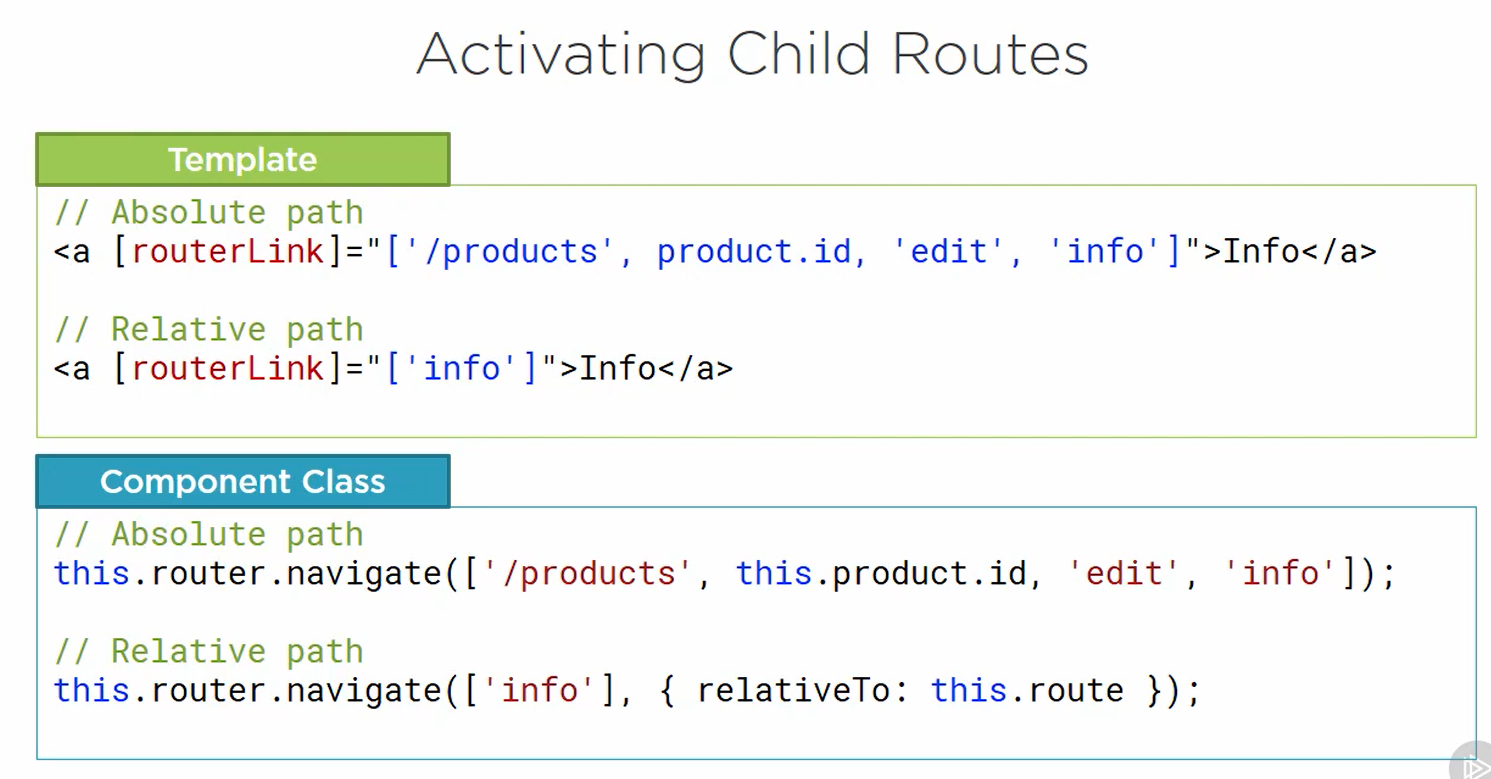 Activating Child Routes
Template
// Absolute path
<a [routerLink]="['/products', product.id, 'edit', 'info']">Info</a>
// Relative path
<a [routerLink]="['info']">Info</a>
Component Class
// Absolute path
this.router.navigate(['/products', this.product.id, 'edit', 'info']);
// Relative path
this.router.navigate(['info'], { relativeTo: this.route });